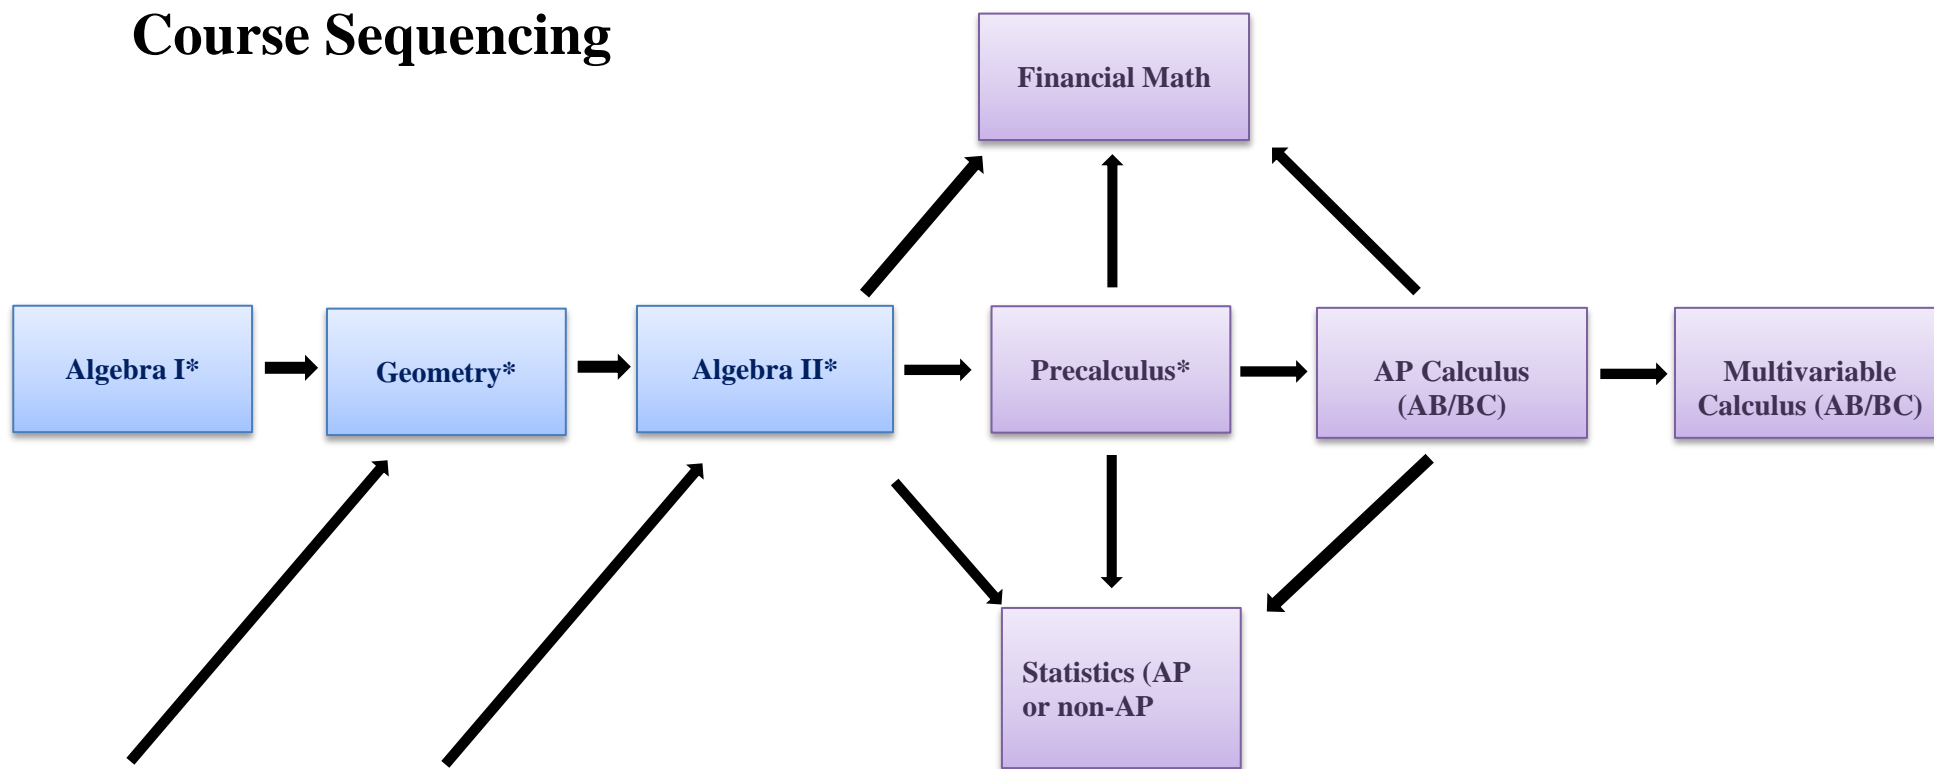 Course Sequencing
Financial Math
Algebra I*
Geometry*
Algebra II*
Precalculus*
AP Calculus
(AB/BC)
Multivariable
Calculus (AB/BC)
Statistics (AP
or non-AP